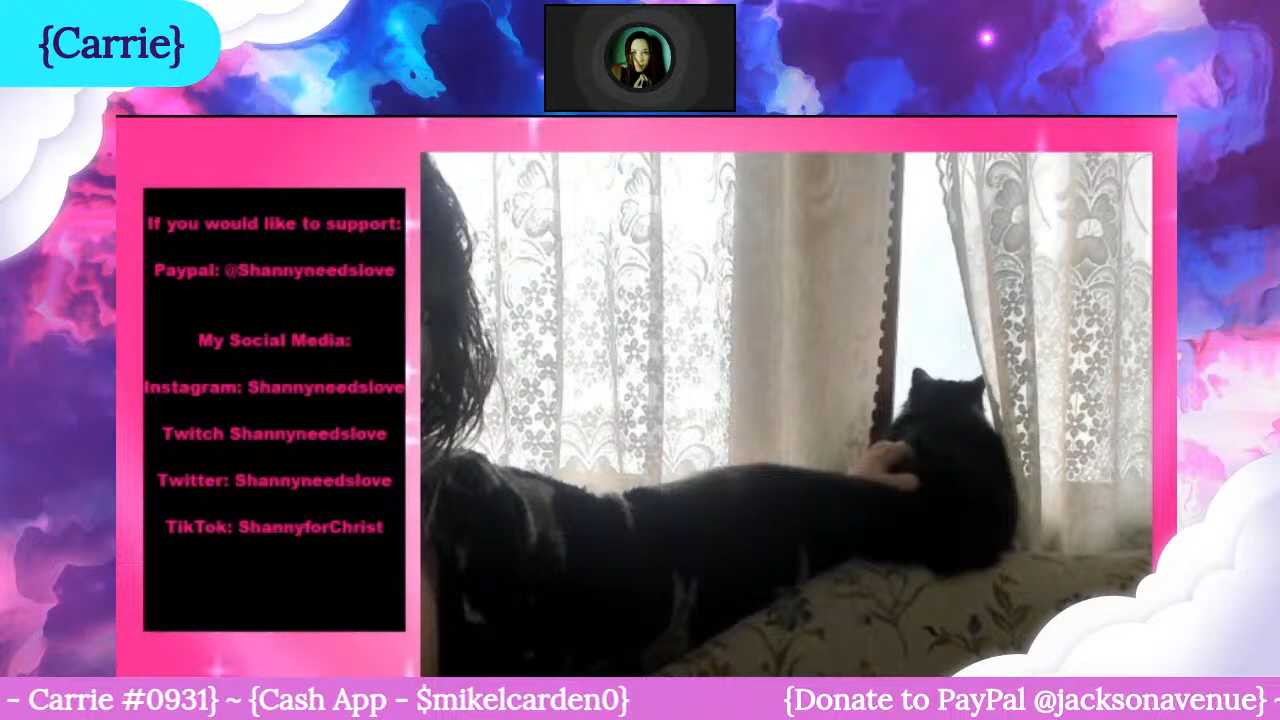 {Carrie}
If you would like to support:
Paypal: @Shannyneedslove
My Social Media:
Instagram: Shannyneedslove
Twitch Shannyneedslove
Twitter: Shannyneedslove
TikTok: ShannyforChrist
- Carrie #0931} ~ {Cash App - $mikelcarden0} {Donate to PayPal @jacksonavenue} -